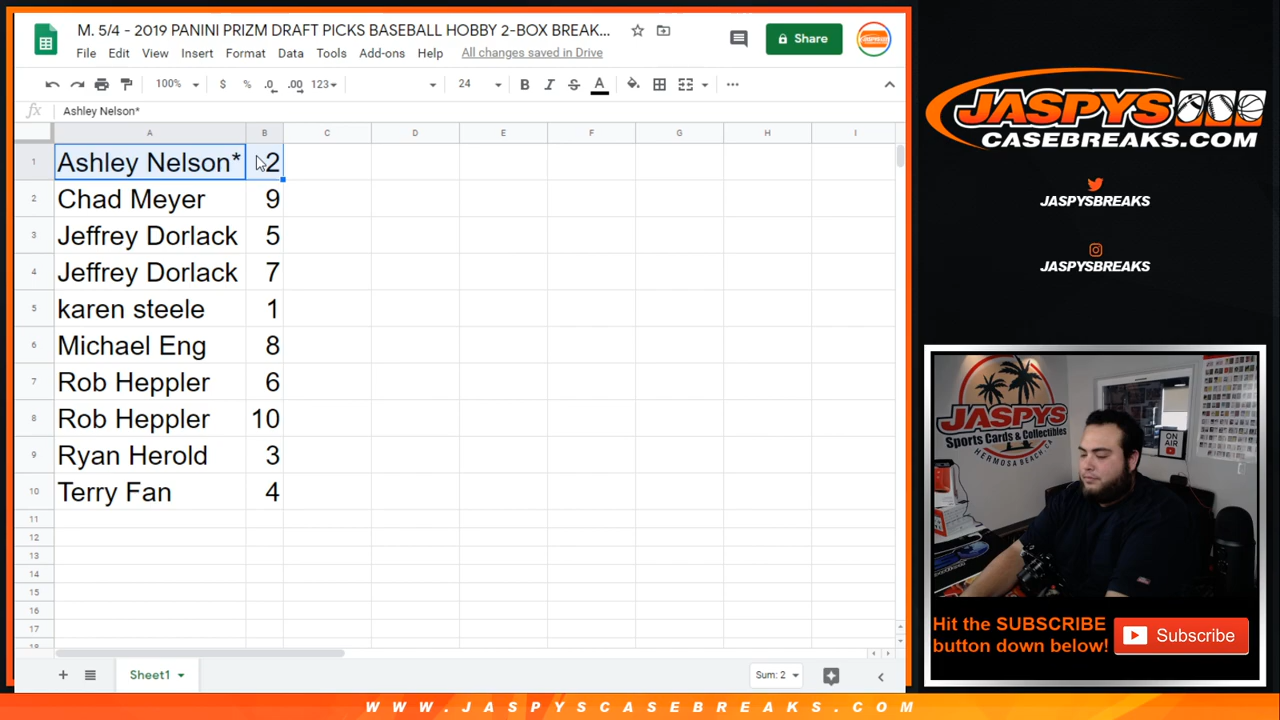 M. 5/4 - 2019 PANINI PRIZM DRAFT PICKS BASEBALL HOBBY 2-BOX BREAK...
File Edit View Insert Format Data Tools Add-ons Help All changes saved in Drive
Share
100% $ % .0 .00 123 24 B I S A
fx Ashley Nelson*
A B C D E F G H I
1 Ashley Nelson* 2
2 Chad Meyer 9
3 Jeffrey Dorlack 5
4 Jeffrey Dorlack 7
5 karen steele 1
6 Michael Eng 8
7 Rob Heppler 6
8 Rob Heppler 10
9 Ryan Herold 3
10 Terry Fan 4
11
12
13
14
15
16
17
18
Sheet1
Sum: 2
JASPYS
CASEBREAKS.COM
JASPYSBREAKS
JASPYSBREAKS
JASPYS
Sports Cards & Collectibles
HERMOSA BEACH, CA
ON AIR
Hit the SUBSCRIBE
button down below!
Subscribe
WWW.JASPYSCASEBREAKS.COM